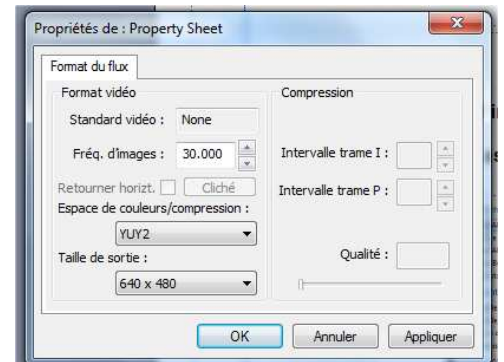 Propriétés de : Property Sheet
Format du flux
Format vidéo
Standard vidéo : None
Fréq. d'images : 30.000
Retourner horizt. Cliché
Espace de couleurs/compression :
YUY2
Taille de sortie :
640 x 480
Compression
Intervalle trame I :
Intervalle trame P :
Qualité :
OK Annuler Appliquer